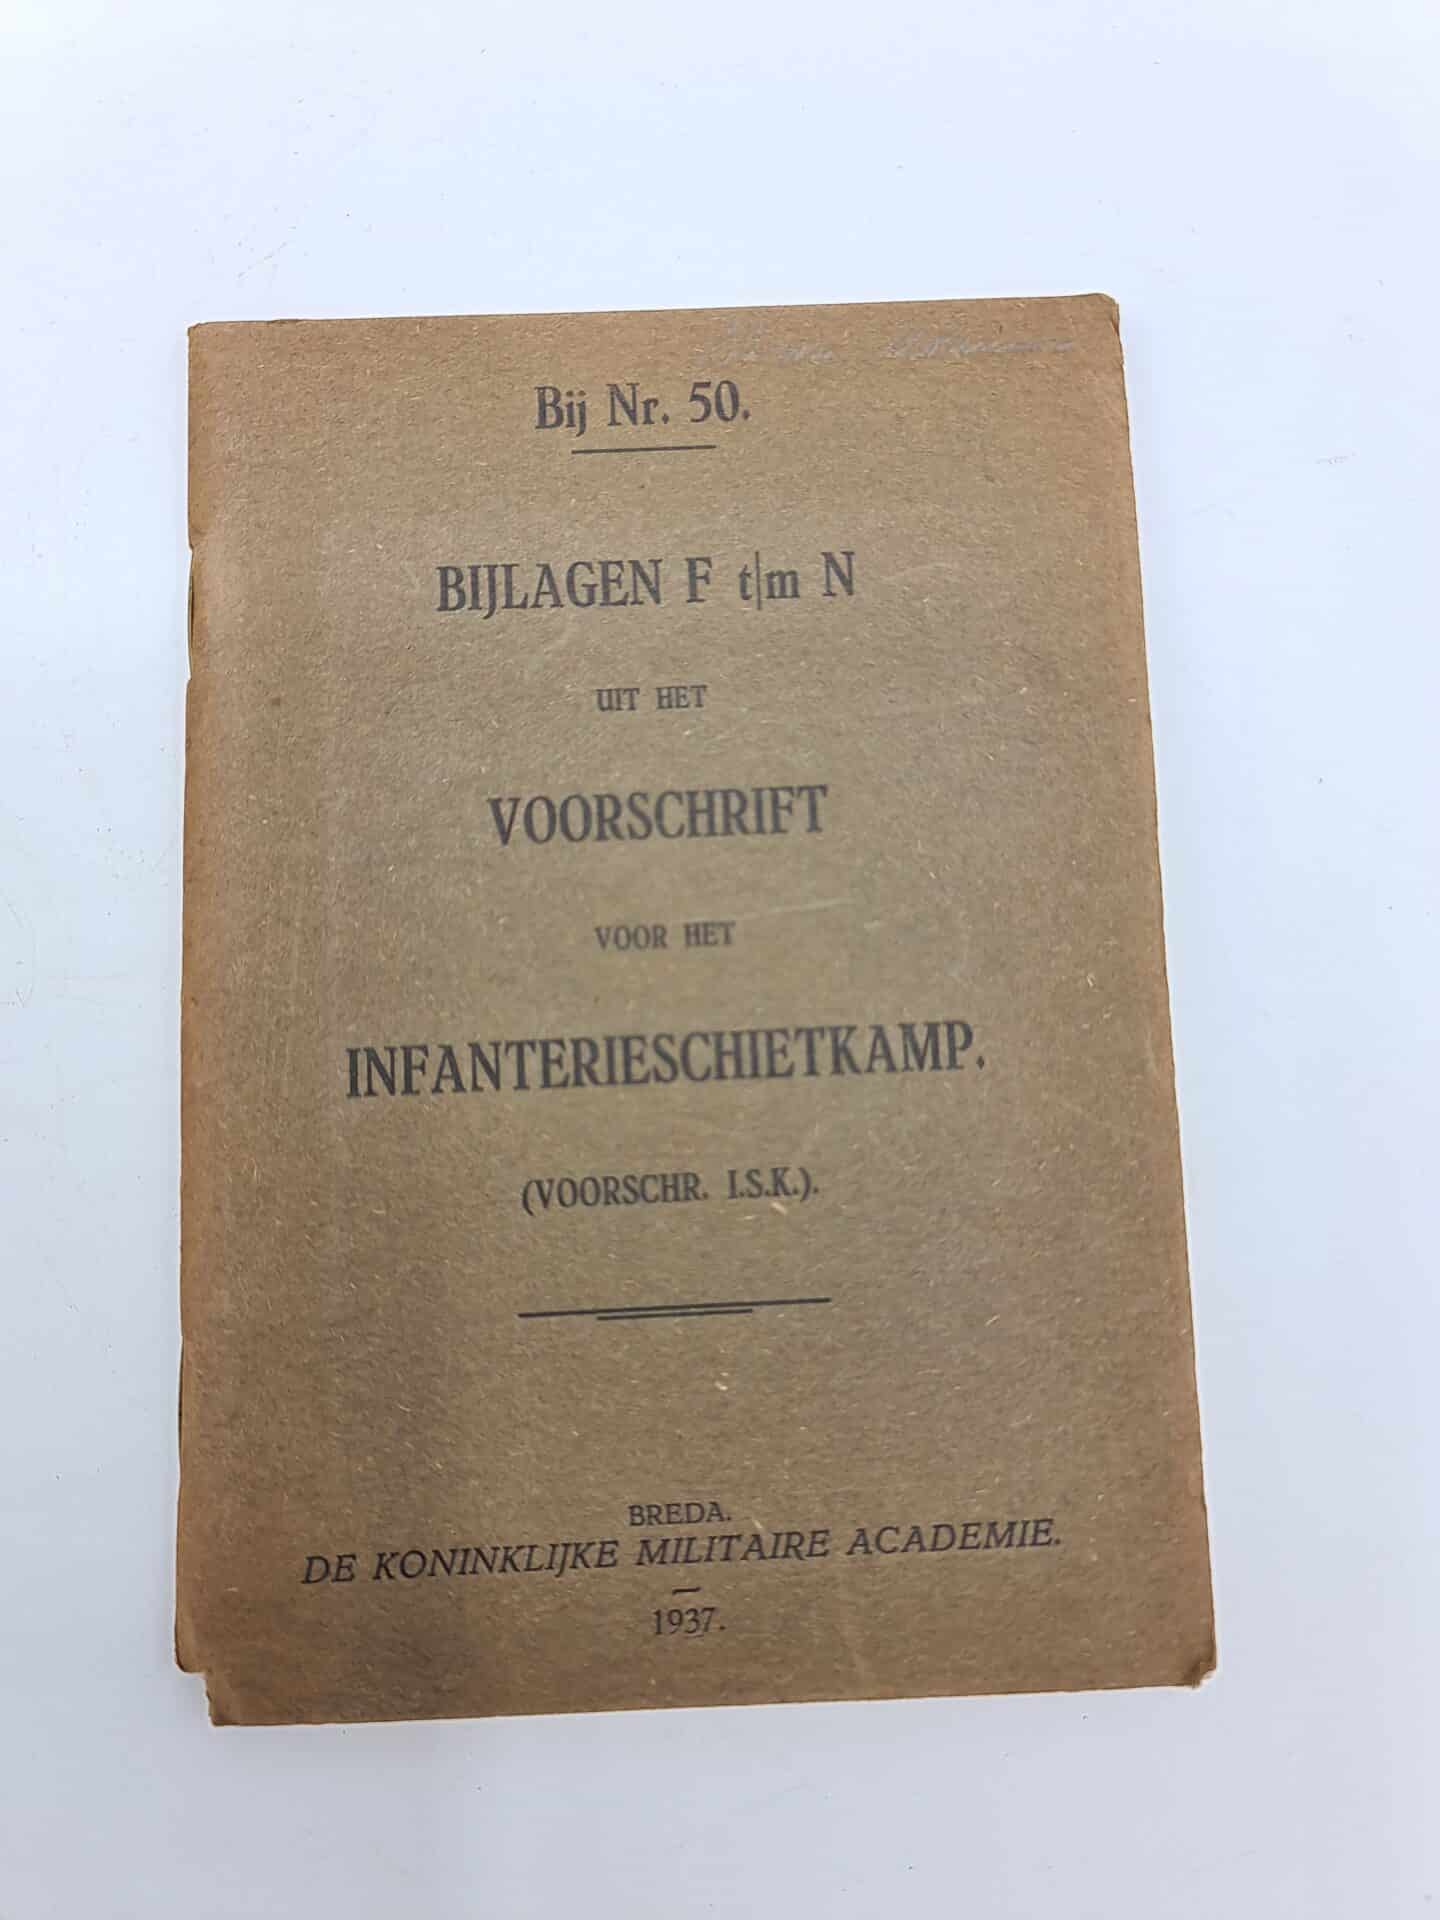 Bij Nr. 50.
BIJLAGEN F t/m N
UIT HET
VOORSCHRIFT
VOOR HET
INFANTERIESCHIETKAMP.
(VOORSCHR. I.S.K.).
BREDA.
DE KONINKLIJKE MILITAIRE ACADEMIE.
1937.